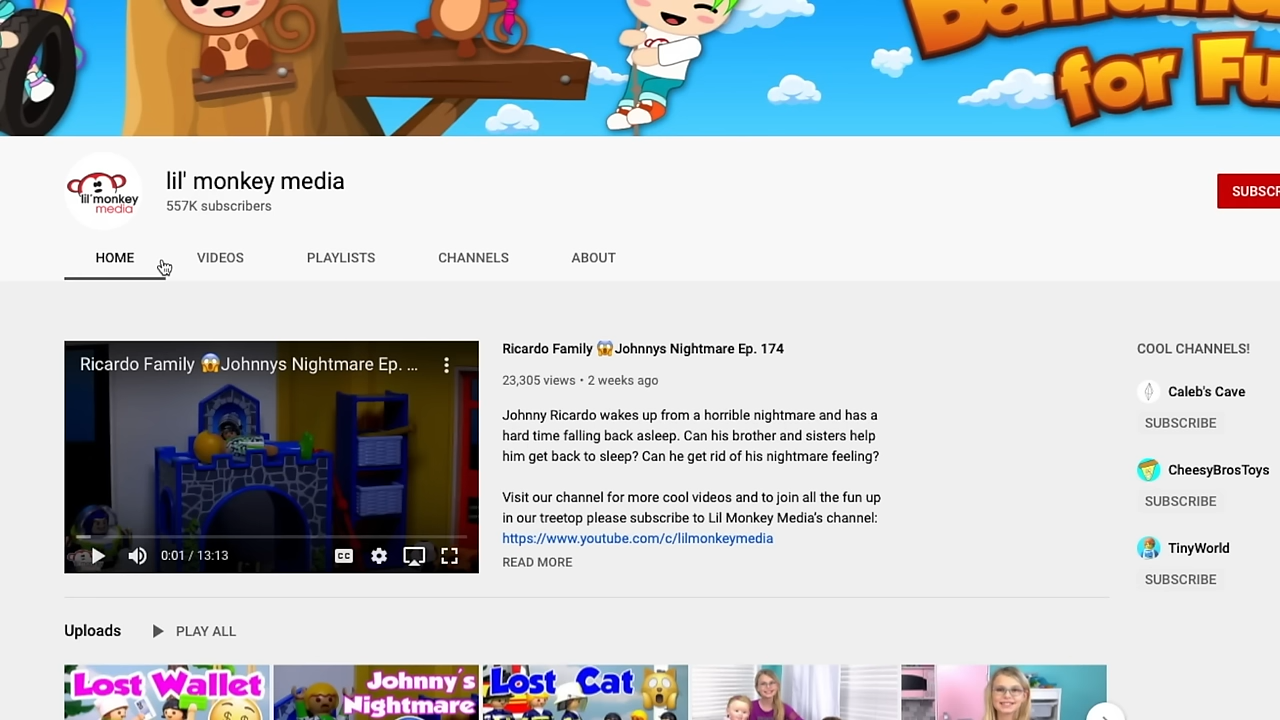 for Fu
lil' monkey media
lil' monkey media
557K subscribers
SUBSCR
HOME VIDEOS PLAYLISTS CHANNELS ABOUT
Ricardo Family 😱Johnnys Nightmare Ep. ...
0:01 / 13:13
CC
Ricardo Family 😱Johnnys Nightmare Ep. 174
23,305 views • 2 weeks ago
Johnny Ricardo wakes up from a horrible nightmare and has a
hard time falling back asleep. Can his brother and sisters help
him get back to sleep? Can he get rid of his nightmare feeling?
Visit our channel for more cool videos and to join all the fun up
in our treetop please subscribe to Lil Monkey Media's channel:
https://www.youtube.com/c/lilmonkeymedia
READ MORE
COOL CHANNELS!
Caleb's Cave
SUBSCRIBE
CheesyBrosToys
SUBSCRIBE
TinyWorld
SUBSCRIBE
Uploads PLAY ALL
Lost Wallet
Johnny's
Nightmare
Lost Cat